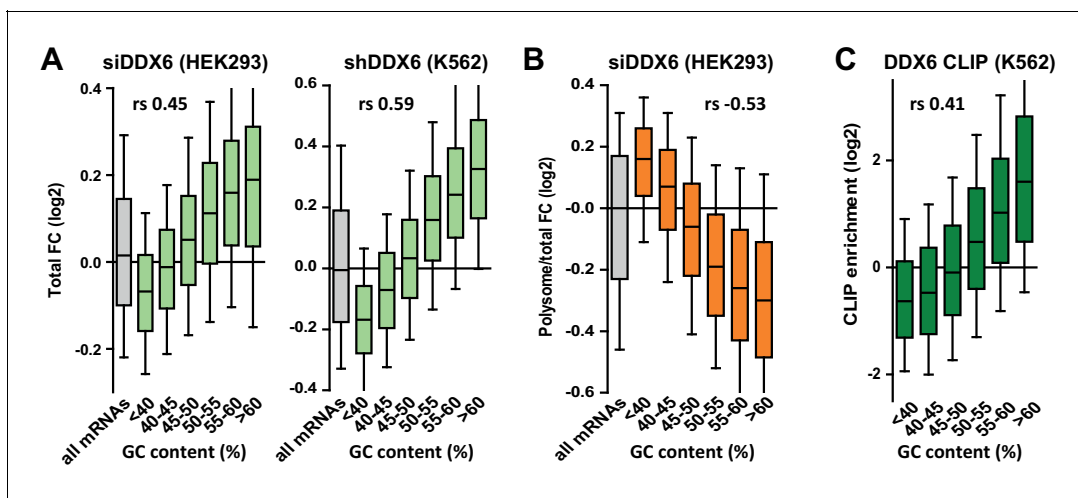 A
siDDX6 (HEK293)
rs 0.45
Total FC (log2)
0.4
0.2
0.0
-0.2
all mRNAs
<40
40-45
45-50
50-55
55-60
>60
GC content (%)
shDDX6 (K562)
rs 0.59
0.6
0.4
0.2
0
-0.2
-0.4
<40
40-45
45-50
50-55
55-60
>60
all mRNAs
GC content (%)
B
siDDX6 (HEK293)
rs -0.53
Polysome/total FC (log2)
0.4
0.2
-0.0
-0.2
-0.4
-0.6
all mRNAs
<40
40-45
45-50
50-55
55-60
>60
GC content (%)
C
DDX6 CLIP (K562)
rs 0.41
CLIP enrichment (log2)
2
0
-2
<40
40-45
45-50
50-55
55-60
>60
GC content (%)